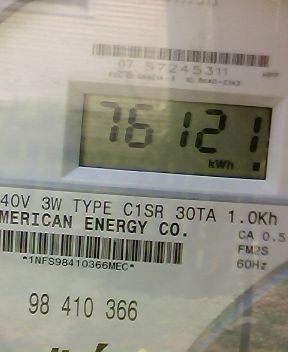 07 57245311
76121
kWh
40V 3W TYPE C1SR 30TA 1.0Kh
MERICAN ENERGY CO.
CA 0.5
FM2S
60Hz
*1NFS98410366MEC*
98 410 366